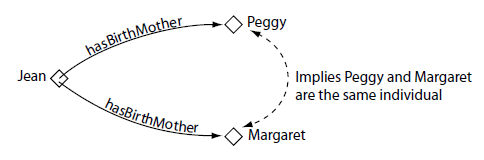 hasBirthMother
Peggy
Jean
Implies Peggy and Margaret
are the same individual
hasBirthMother
Margaret